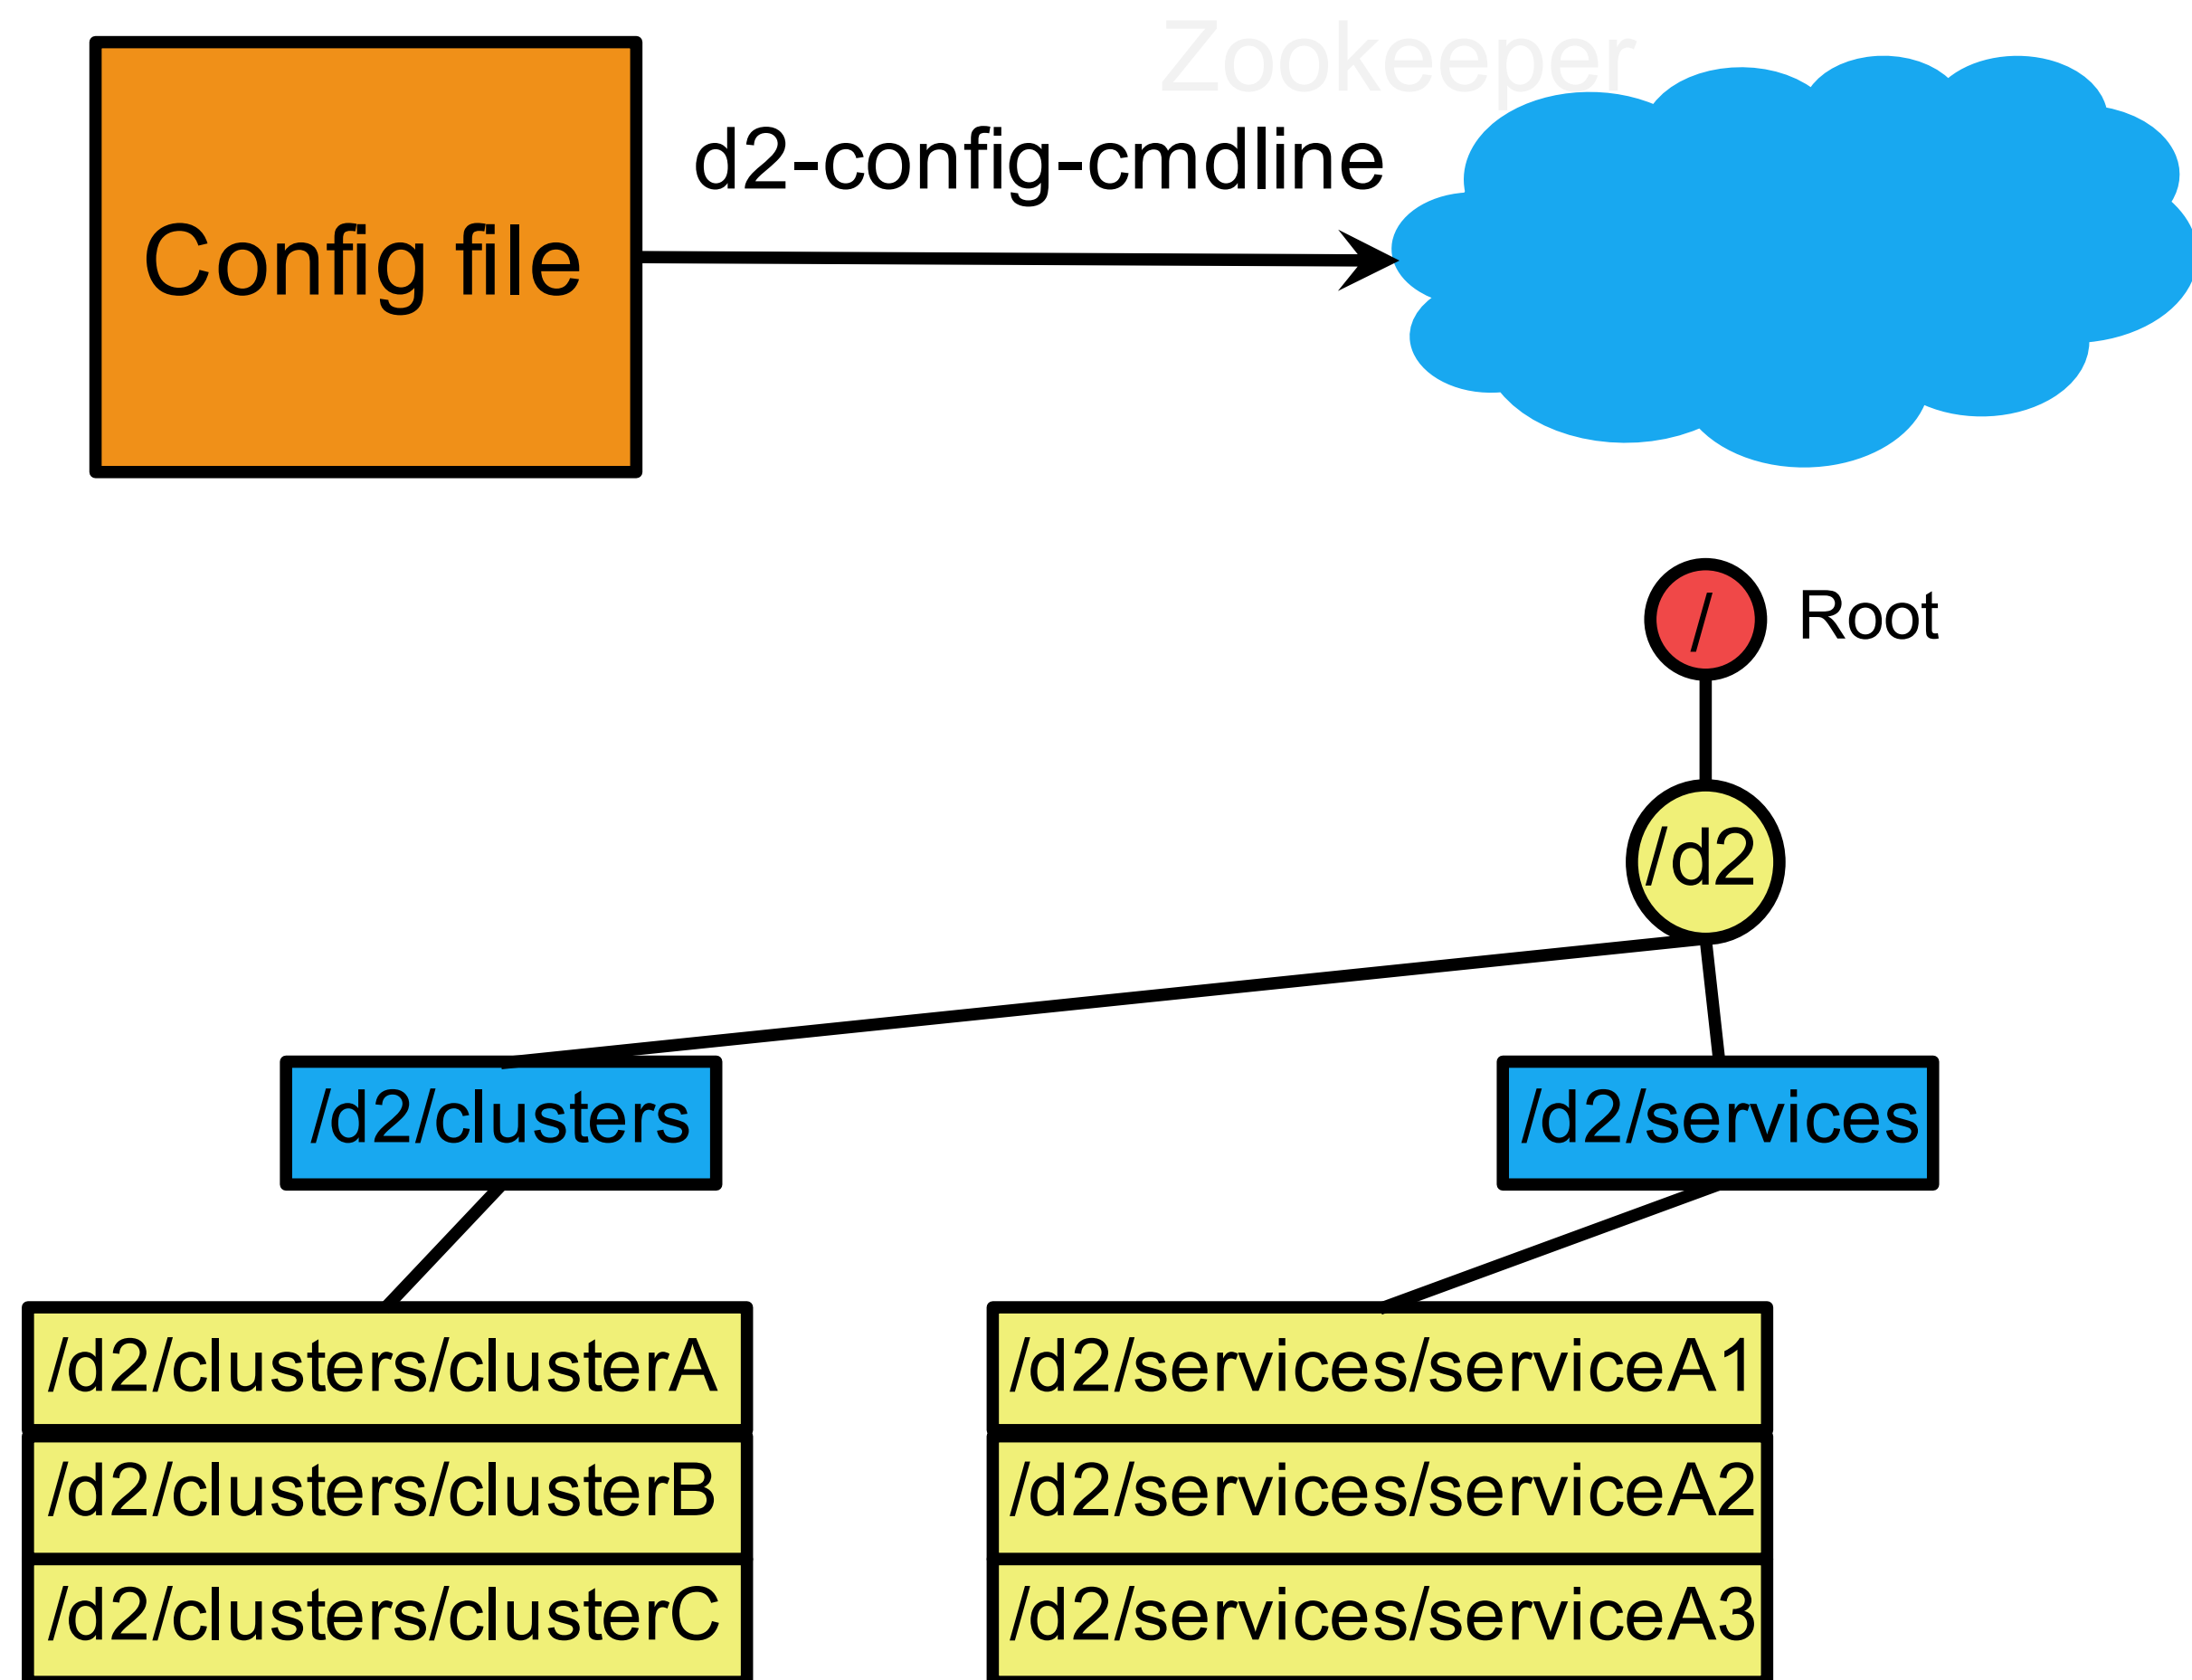 Zookeeper
d2-config-cmdline
Config file
/
Root
/d2
/d2/clusters
/d2/services
/d2/clusters/clusterA
/d2/clusters/clusterB
/d2/clusters/clusterC
/d2/services/serviceA1
/d2/services/serviceA2
/d2/services/serviceA3